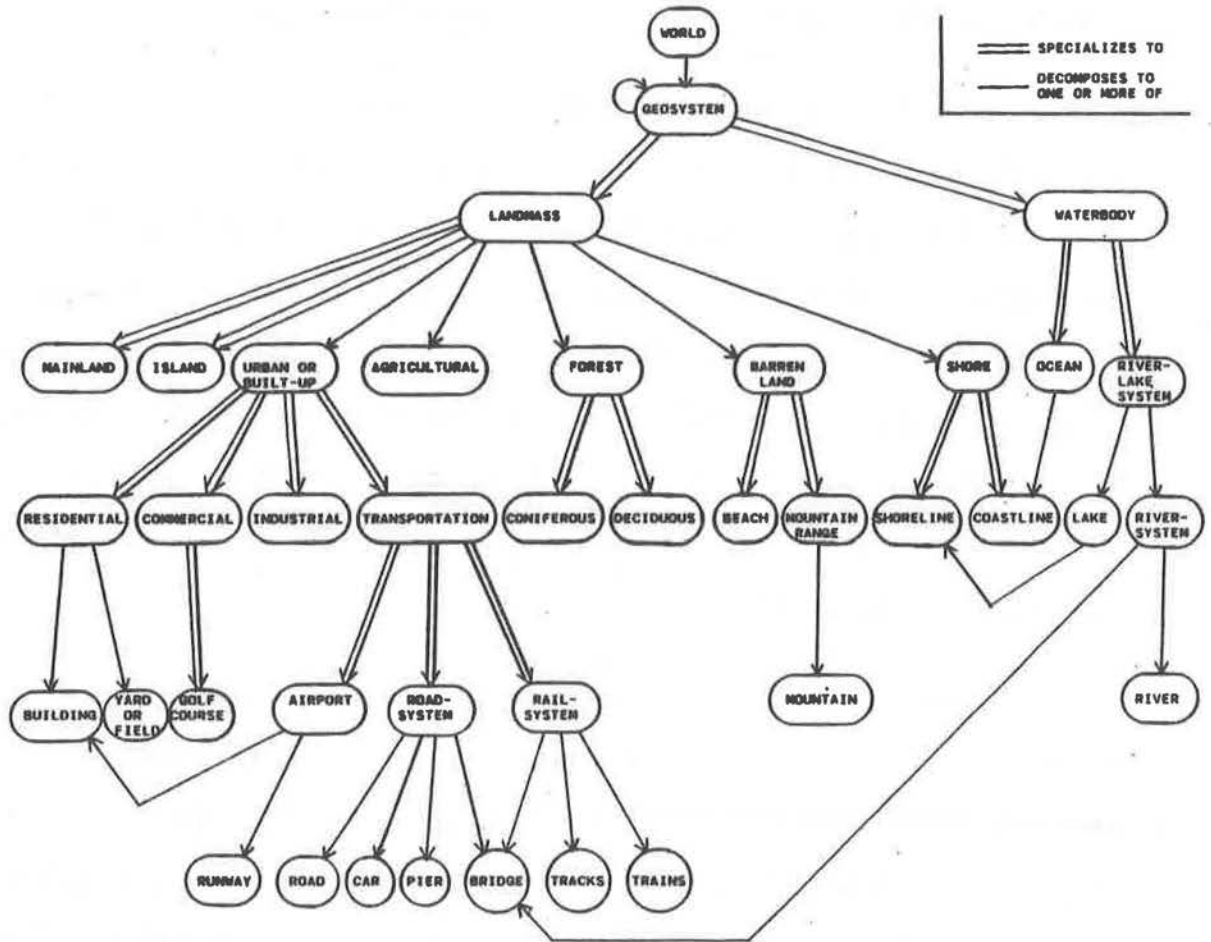 WORLD
SPECIALIZES TO
DECOMPOSES TO
ONE OR MORE OF
GEOSYSTEM
LANDMASS
WATERBODY
MAINLAND
ISLAND
URBAN OR
BUILT-UP
AGRICULTURAL
FOREST
BARREN
LAND
SHORE
OCEAN
RIVER-
LAKE
SYSTEM
RESIDENTIAL
COMMERCIAL
INDUSTRIAL
TRANSPORTATION
CONIFEROUS
DECIDUOUS
BEACH
MOUNTAIN
RANGE
SHORELINE
COASTLINE
LAKE
RIVER-
SYSTEM
BUILDING
YARD
OR
FIELD
GOLF
COURSE
AIRPORT
ROAD-
SYSTEM
RAIL-
SYSTEM
MOUNTAIN
RIVER
RUNWAY
ROAD
CAR
PIER
BRIDGE
TRACKS
TRAINS